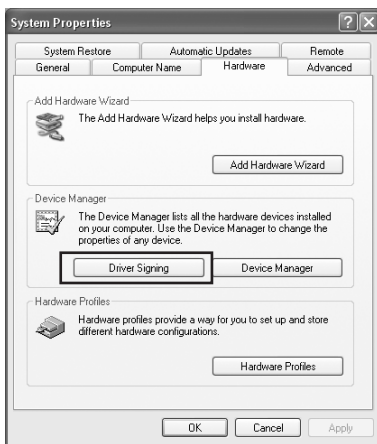 System Properties
System Restore Automatic Updates Remote
General Computer Name Hardware Advanced
Add Hardware Wizard
The Add Hardware Wizard helps you install hardware.
Add Hardware Wizard
Device Manager
The Device Manager lists all the hardware devices installed
on your computer. Use the Device Manager to change the
properties of any device.
Driver Signing Device Manager
Hardware Profiles
Hardware profiles provide a way for you to set up and store
different hardware configurations.
Hardware Profiles
OK Cancel Apply